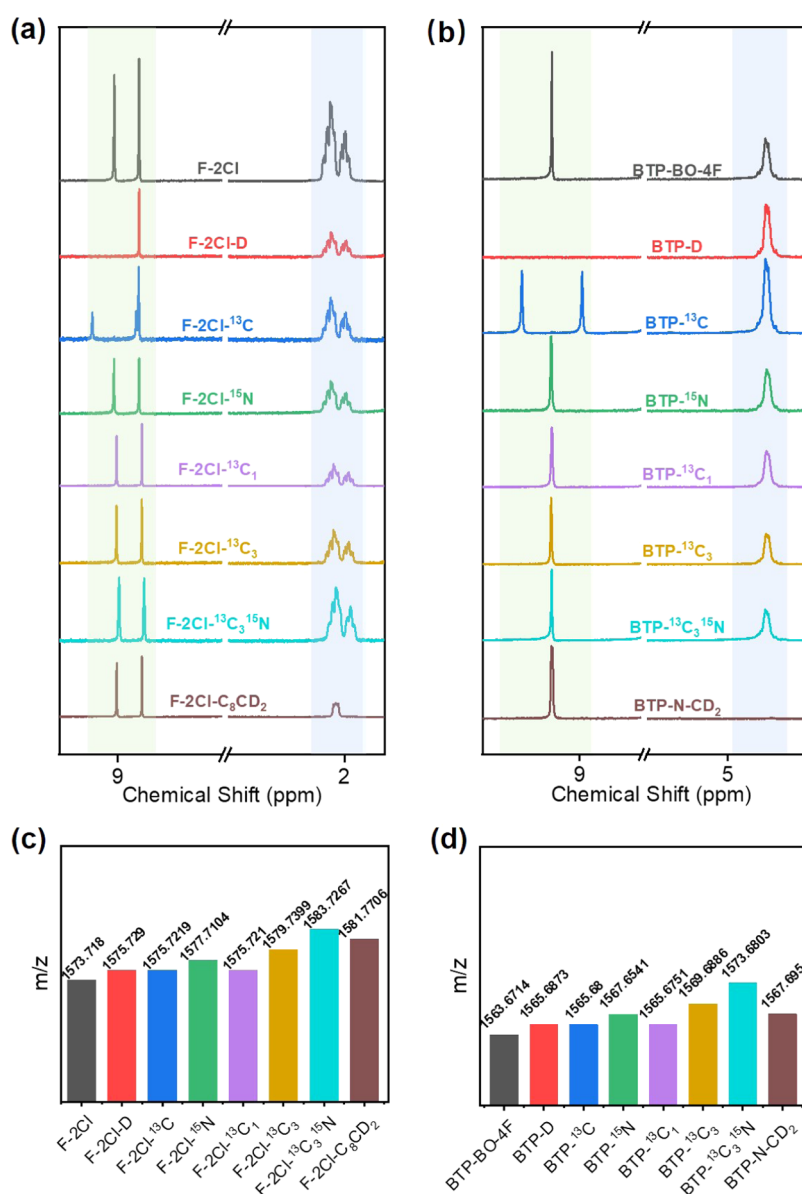 (a)
F-2Cl
F-2Cl-D
F-2Cl-¹³C
F-2Cl-¹⁵N
F-2Cl-¹³C₁
F-2Cl-¹³C₃
F-2Cl-¹³C₃¹⁵N
F-2Cl-C₈CD₂
9
2
Chemical Shift (ppm)
(b)
BTP-BO-4F
BTP-D
BTP-¹³C
BTP-¹⁵N
BTP-¹³C₁
BTP-¹³C₃
BTP-¹³C₃¹⁵N
BTP-N-CD₂
9
5
Chemical Shift (ppm)
(c)
m/z
1573.718
1575.729
1575.7219
1577.7104
1575.721
1579.7399
1583.7267
1581.7706
F-2Cl
F-2Cl-D
F-2Cl-¹³C
F-2Cl-¹⁵N
F-2Cl-¹³C₁
F-2Cl-¹³C₃
F-2Cl-¹³C₃¹⁵N
F-2Cl-C₈CD₂
(d)
m/z
1563.6714
1565.6873
1565.68
1567.6541
1565.6751
1569.6886
1573.6803
1567.695
BTP-BO-4F
BTP-D
BTP-¹³C
BTP-¹⁵N
BTP-¹³C₁
BTP-¹³C₃
BTP-¹³C₃¹⁵N
BTP-N-CD₂